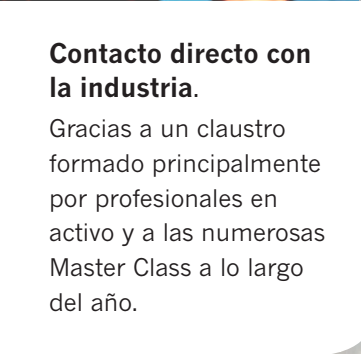 Contacto directo con
la industria.
Gracias a un claustro
formado principalmente
por profesionales en
activo y a las numerosas
Master Class a lo largo
del año.